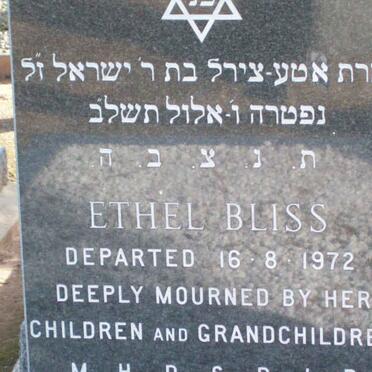 רת אטע-צירל בת ר׳ ישראל ז״ל
נפטרה ו׳-אלול תשל״ב
ת. נ. צ. ב. ה.
ETHEL BLISS
DEPARTED 16·8·1972
DEEPLY MOURNED BY HER
CHILDREN AND GRANDCHILDRE